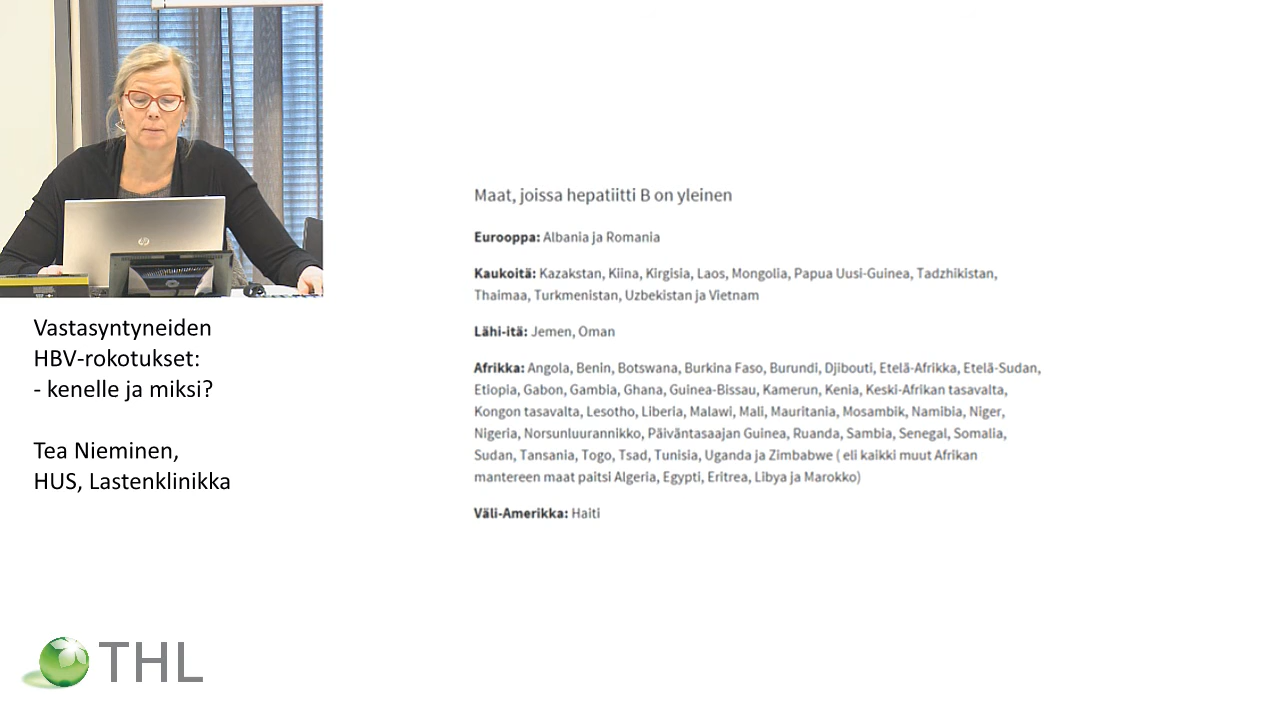 Maat, joissa hepatiitti B on yleinen
Eurooppa: Albania ja Romania
Kaukoitä: Kazakstan, Kiina, Kirgisia, Laos, Mongolia, Papua Uusi-Guinea, Tadzhikistan,
Thaimaa, Turkmenistan, Uzbekistan ja Vietnam
Lähi-itä: Jemen, Oman
Afrikka: Angola, Benin, Botswana, Burkina Faso, Burundi, Djibouti, Etelä-Afrikka, Etelä-Sudan,
Etiopia, Gabon, Gambia, Ghana, Guinea-Bissau, Kamerun, Kenia, Keski-Afrikan tasavalta,
Kongon tasavalta, Lesotho, Liberia, Malawi, Mali, Mauritania, Mosambik, Namibia, Niger,
Nigeria, Norsunluurannikko, Päiväntasaajan Guinea, Ruanda, Sambia, Senegal, Somalia,
Sudan, Tansania, Togo, Tsad, Tunisia, Uganda ja Zimbabwe ( eli kaikki muut Afrikan
mantereen maat paitsi Algeria, Egypti, Eritrea, Libya ja Marokko)
Väli-Amerikka: Haiti
hp
Vastasyntyneiden
HBV-rokotukset:
- kenelle ja miksi?
Tea Nieminen,
HUS, Lastenklinikka
THL